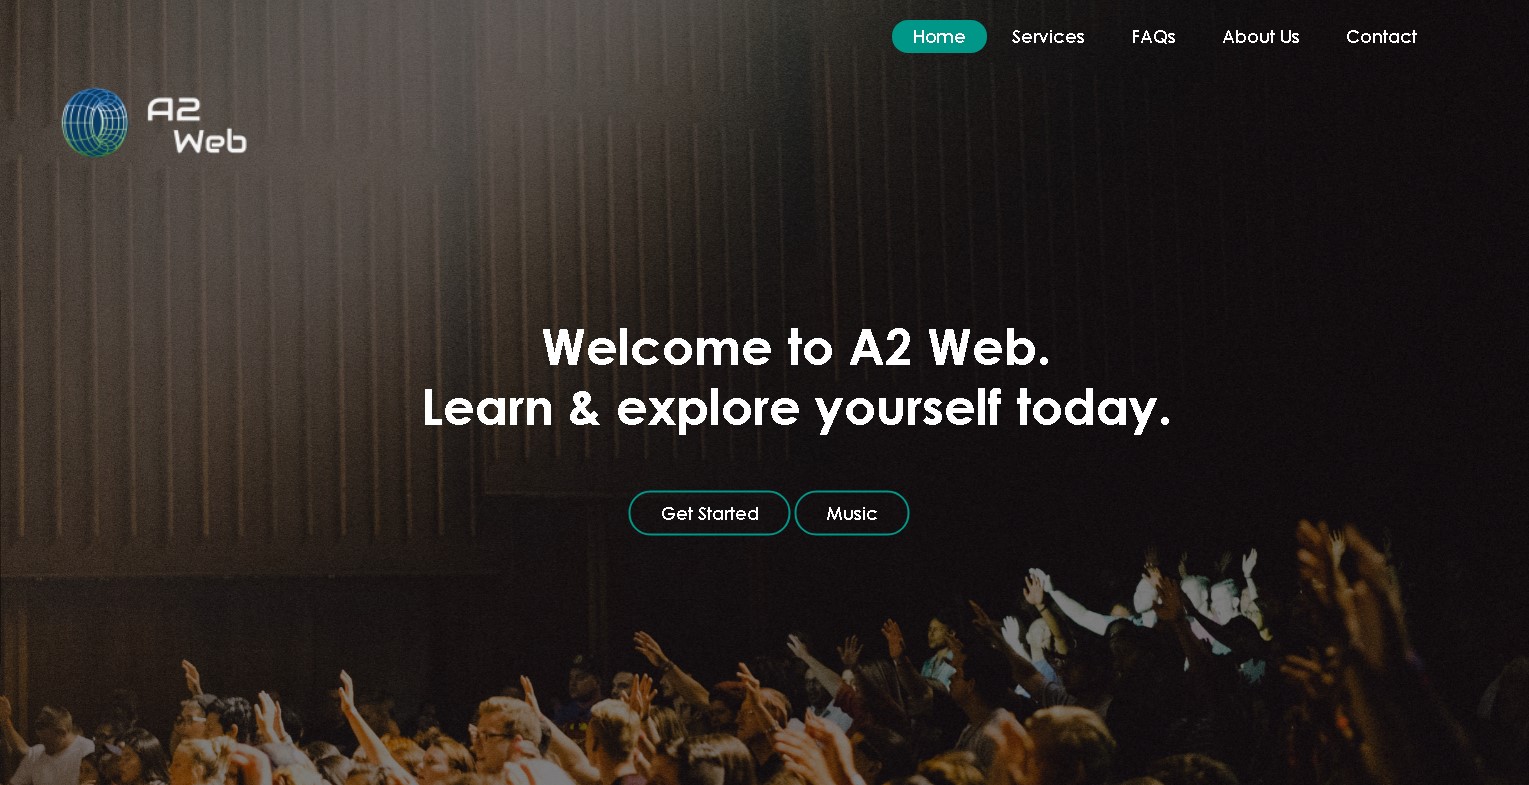 Home
Services
FAQs
About Us
Contact
A2
Web
Welcome to A2 Web.
Learn & explore yourself today.
Get Started
Music